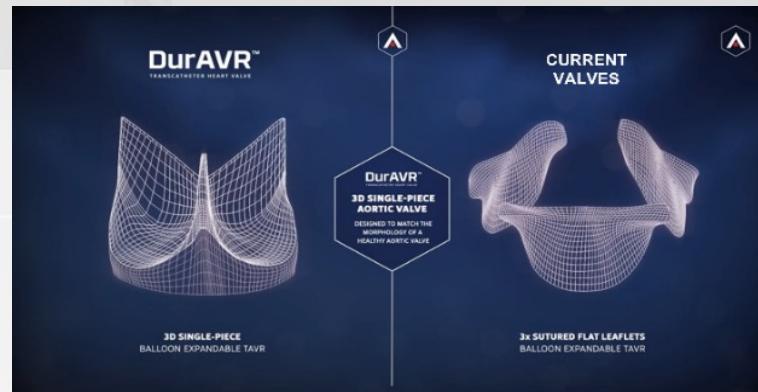 DurAVR™
TRANSCATHETER HEART VALVE
3D SINGLE-PIECE
BALLOON EXPANDABLE TAVR
DurAVR™
TRANSCATHETER HEART VALVE
3D SINGLE-PIECE
AORTIC VALVE
DESIGNED TO MATCH THE
MORPHOLOGY OF A
HEALTHY AORTIC VALVE
CURRENT
VALVES
3x SUTURED FLAT LEAFLETS
BALLOON EXPANDABLE TAVR